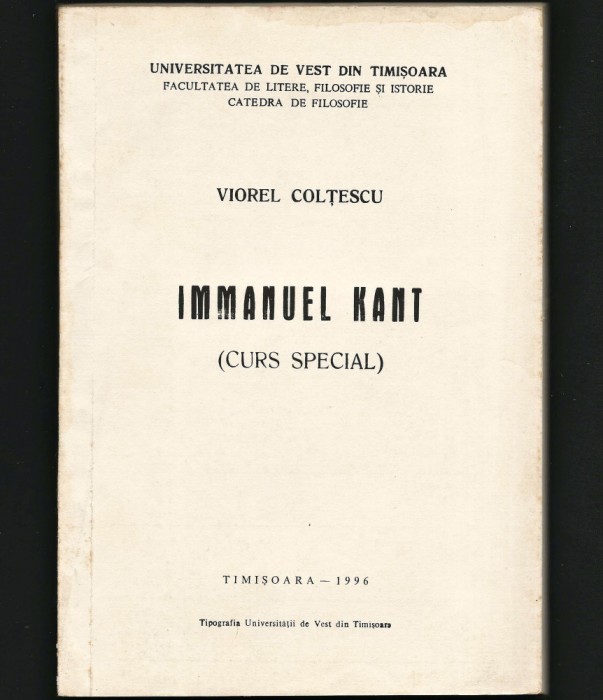 UNIVERSITATEA DE VEST DIN TIMIȘOARA
FACULTATEA DE LITERE, FILOSOFIE ȘI ISTORIE
CATEDRA DE FILOSOFIE
VIOREL COLȚESCU
IMMANUEL KANT
(CURS SPECIAL)
TIMIȘOARA — 1996
Tipografia Universității de Vest din Timișoara